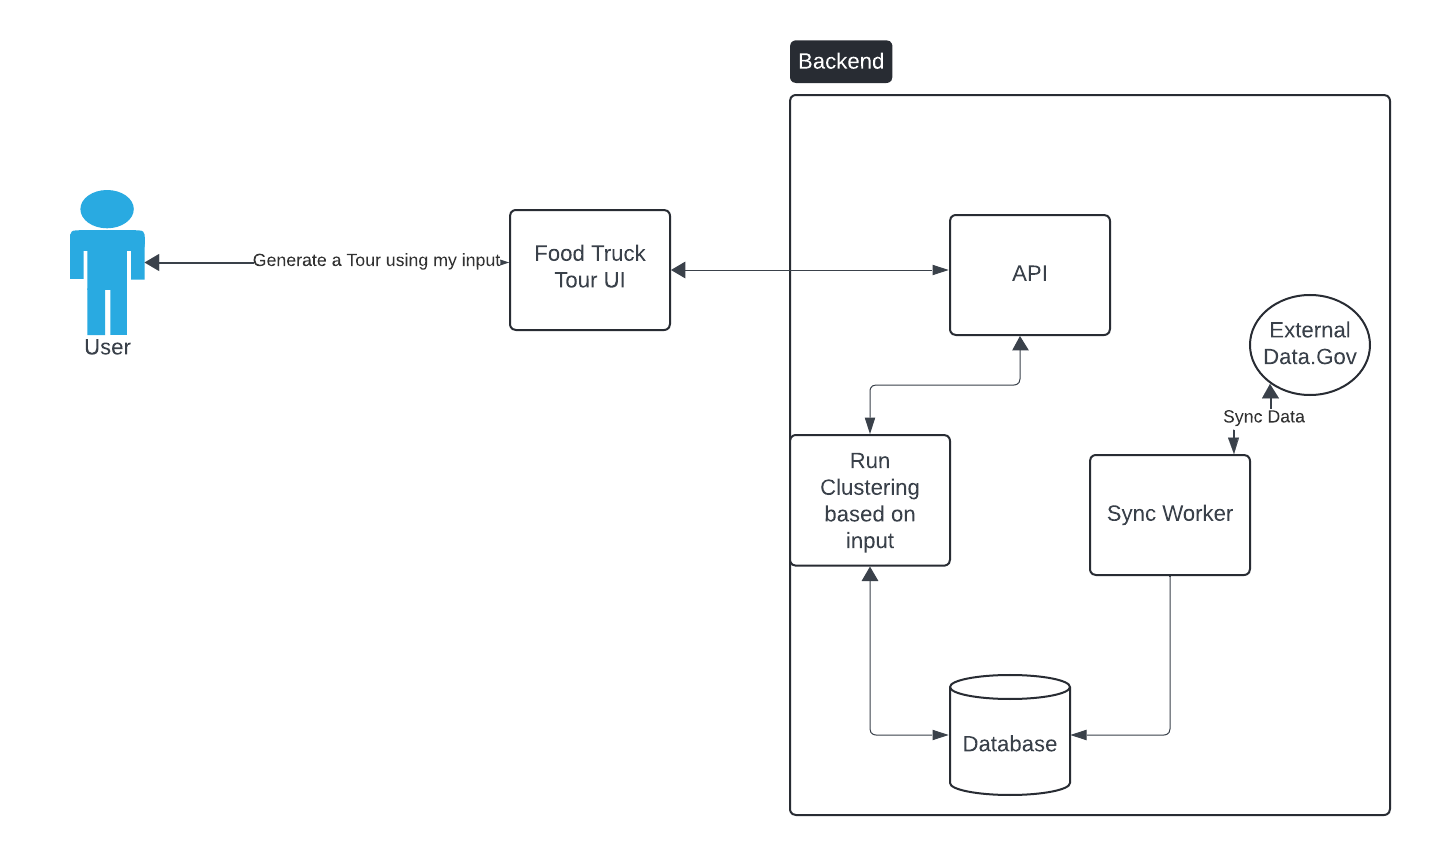 Backend
User
Generate a Tour using my input
Food Truck
Tour UI
API
External
Data.Gov
Sync Data
Run
Clustering
based on
input
Sync Worker
Database